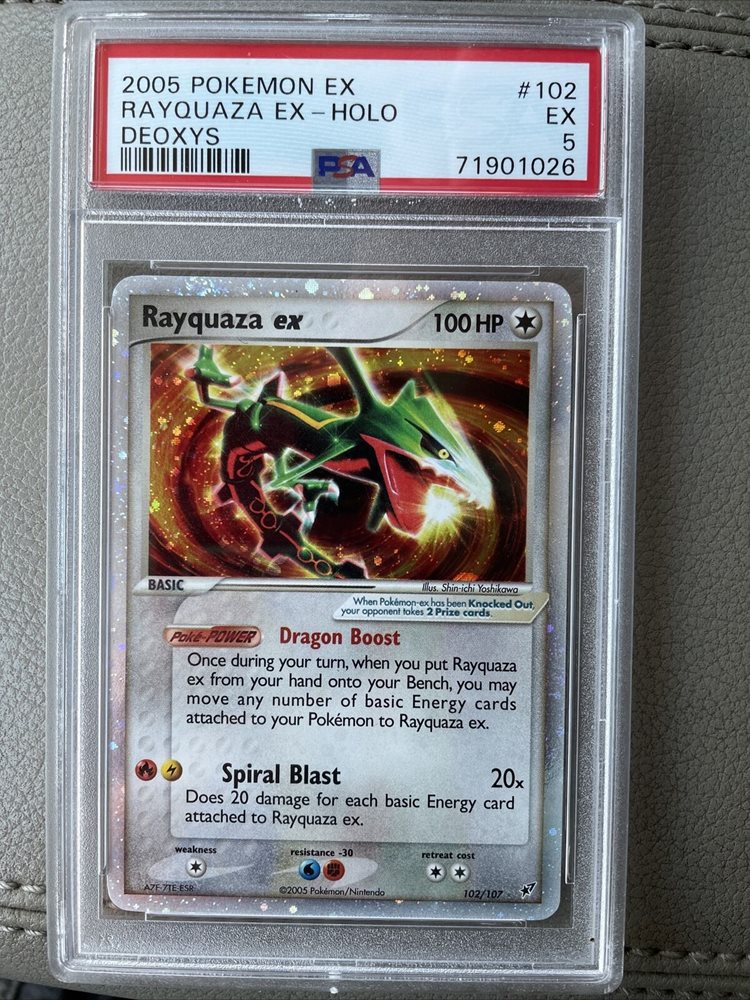 2005 POKEMON EX #102
RAYQUAZA EX-HOLO EX
DEOXYS 5
PSA 71901026
Rayquaza ex 100 HP
BASIC Illus. Shin-ichi Yoshikawa
When Pokémon-ex has been Knocked Out,
your opponent takes 2 Prize cards.
Poké-POWER Dragon Boost
Once during your turn, when you put Rayquaza
ex from your hand onto your Bench, you may
move any number of basic Energy cards
attached to your Pokémon to Rayquaza ex.
Spiral Blast 20x
Does 20 damage for each basic Energy card
attached to Rayquaza ex.
weakness resistance -30 retreat cost
A7F-7TE ESR ©2005 Pokémon/Nintendo 102/107